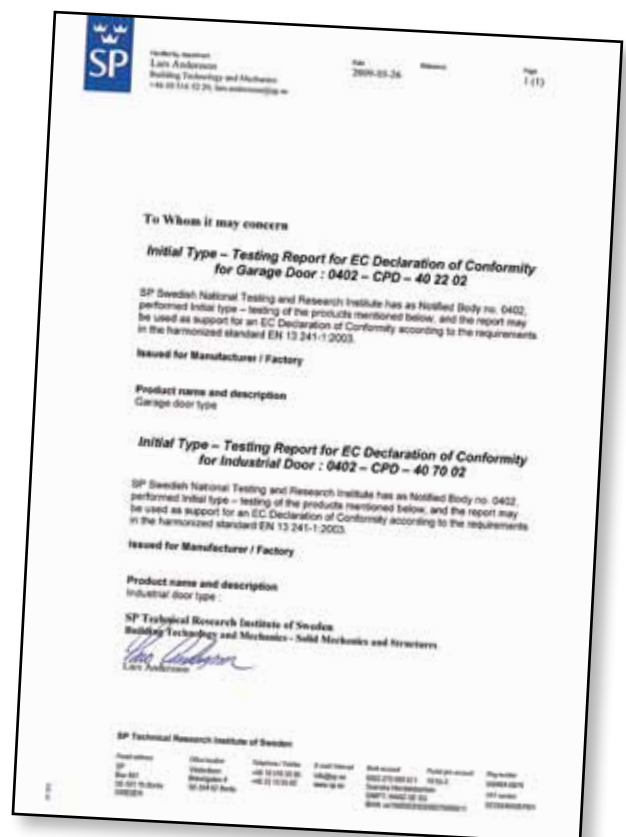 SP
Lars Andersson
Building Technology and Mechanics
Date
2009-03-26
Page
1 (1)
To Whom it may concern
Initial Type – Testing Report for EC Declaration of Conformity
for Garage Door : 0402 – CPD – 40 22 02
SP Swedish National Testing and Research Institute has as Notified Body no. 0402,
performed Initial type – testing of the products mentioned below, and the report may
be used as support for an EC Declaration of Conformity according to the requirements
in the harmonized standard EN 13 241-1:2003.
Issued for Manufacturer / Factory
Product name and description
Garage door type
Initial Type – Testing Report for EC Declaration of Conformity
for Industrial Door : 0402 – CPD – 40 70 02
SP Swedish National Testing and Research Institute has as Notified Body no. 0402,
performed Initial type – testing of the products mentioned below, and the report may
be used as support for an EC Declaration of Conformity according to the requirements
in the harmonized standard EN 13 241-1:2003.
Issued for Manufacturer / Factory
Product name and description
Industrial door type :
SP Technical Research Institute of Sweden
Building Technology and Mechanics - Solid Mechanics and Structures
Lars Andersson
SP Technical Research Institute of Sweden